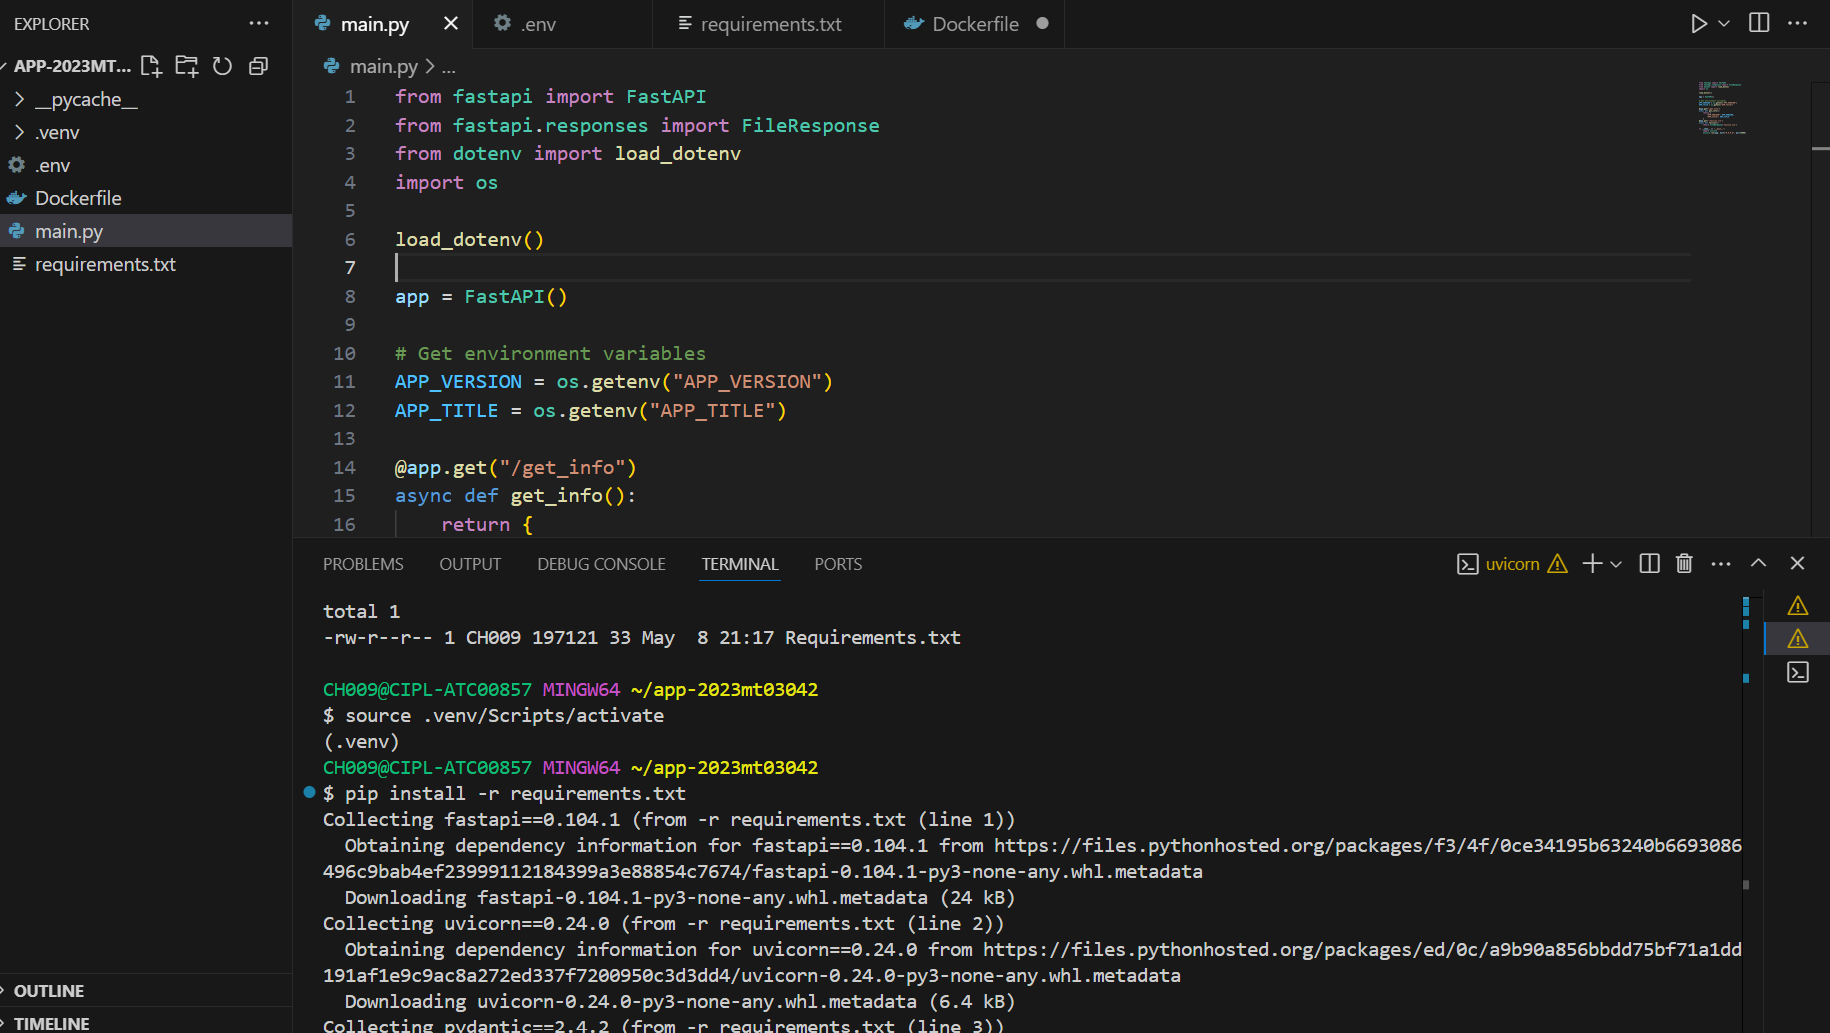 EXPLORER
APP-2023MT...
__pycache__
.venv
.env
Dockerfile
main.py
requirements.txt
OUTLINE
TIMELINE
main.py
.env
requirements.txt
Dockerfile
main.py > ...
1 from fastapi import FastAPI
2 from fastapi.responses import FileResponse
3 from dotenv import load_dotenv
4 import os
5
6 load_dotenv()
7
8 app = FastAPI()
9
10 # Get environment variables
11 APP_VERSION = os.getenv("APP_VERSION")
12 APP_TITLE = os.getenv("APP_TITLE")
13
14 @app.get("/get_info")
15 async def get_info():
16 return {
PROBLEMS OUTPUT DEBUG CONSOLE TERMINAL PORTS
uvicorn
total 1
-rw-r--r-- 1 CH009 197121 33 May  8 21:17 Requirements.txt
CH009@CIPL-ATC00857 MINGW64 ~/app-2023mt03042
$ source .venv/Scripts/activate
(.venv)
CH009@CIPL-ATC00857 MINGW64 ~/app-2023mt03042
$ pip install -r requirements.txt
Collecting fastapi==0.104.1 (from -r requirements.txt (line 1))
Obtaining dependency information for fastapi==0.104.1 from https://files.pythonhosted.org/packages/f3/4f/0ce34195b63240b6693086
496c9bab4ef23999112184399a3e88854c7674/fastapi-0.104.1-py3-none-any.whl.metadata
Downloading fastapi-0.104.1-py3-none-any.whl.metadata (24 kB)
Collecting uvicorn==0.24.0 (from -r requirements.txt (line 2))
Obtaining dependency information for uvicorn==0.24.0 from https://files.pythonhosted.org/packages/ed/0c/a9b90a856bbdd75bf71a1dd
191af1e9c9ac8a272ed337f7200950c3d3dd4/uvicorn-0.24.0-py3-none-any.whl.metadata
Downloading uvicorn-0.24.0-py3-none-any.whl.metadata (6.4 kB)
Collecting pydantic==2.4.2 (from -r requirements.txt (line 3))